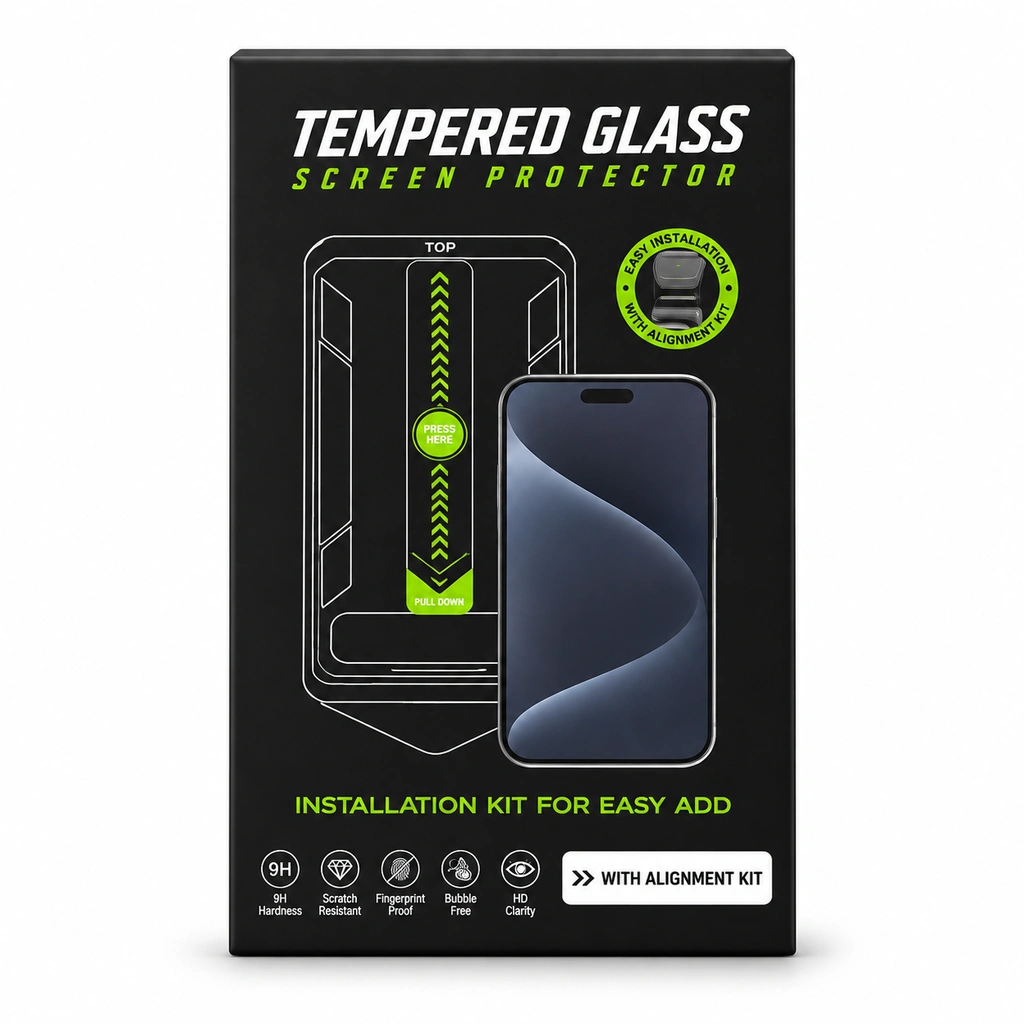 TEMPERED GLASS
SCREEN PROTECTOR
TOP
EASY INSTALLATION
WITH ALIGNMENT KIT
PRESS
HERE
PULL DOWN
INSTALLATION KIT FOR EASY ADD
9H
9H
Hardness
Scratch
Resistant
Fingerprint
Proof
Bubble
Free
HD
Clarity
WITH ALIGNMENT KIT